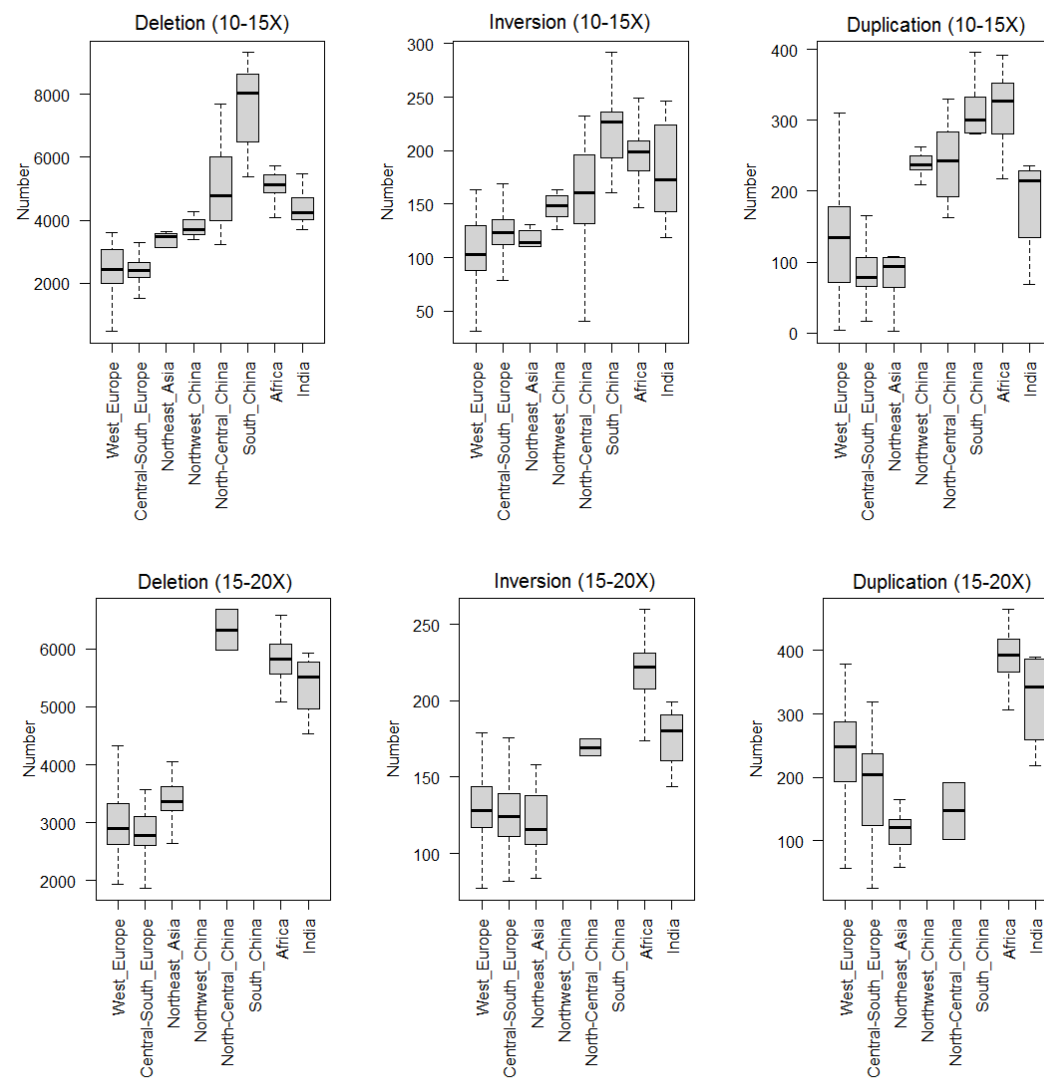 Deletion (10-15X)
Number
8000
6000
4000
2000
West_Europe
Central-South_Europe
Northeast_Asia
Northwest_China
North-Central_China
South_China
Africa
India
Inversion (10-15X)
Number
300
250
200
150
100
50
West_Europe
Central-South_Europe
Northeast_Asia
Northwest_China
North-Central_China
South_China
Africa
India
Duplication (10-15X)
Number
400
300
200
100
0
West_Europe
Central-South_Europe
Northeast_Asia
Northwest_China
North-Central_China
South_China
Africa
India
Deletion (15-20X)
Number
6000
5000
4000
3000
2000
West_Europe
Central-South_Europe
Northeast_Asia
Northwest_China
North-Central_China
South_China
Africa
India
Inversion (15-20X)
Number
250
200
150
100
West_Europe
Central-South_Europe
Northeast_Asia
Northwest_China
North-Central_China
South_China
Africa
India
Duplication (15-20X)
Number
400
300
200
100
West_Europe
Central-South_Europe
Northeast_Asia
Northwest_China
North-Central_China
South_China
Africa
India